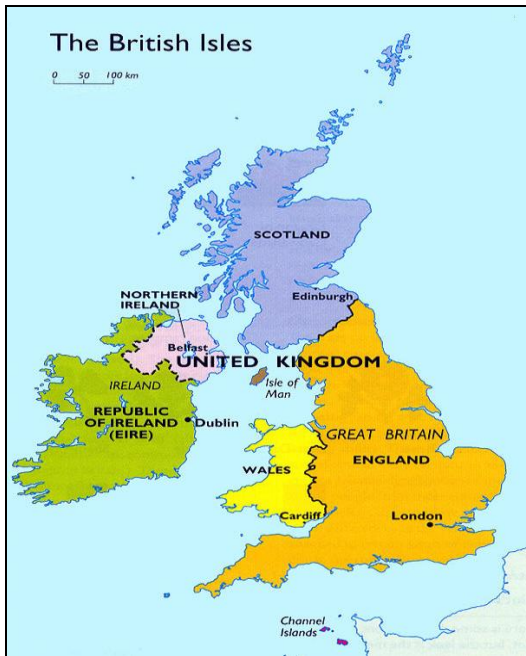 The British Isles
0 50 100 km
SCOTLAND
Edinburgh
NORTHERN
IRELAND
Belfast
UNITED KINGDOM
IRELAND
Isle of
Man
REPUBLIC
OF IRELAND
(EIRE)
Dublin
GREAT BRITAIN
ENGLAND
WALES
Cardiff
London
Channel
Islands